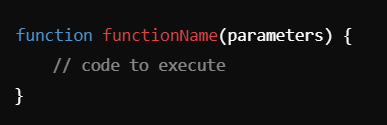 function functionName(parameters) {
    // code to execute
}